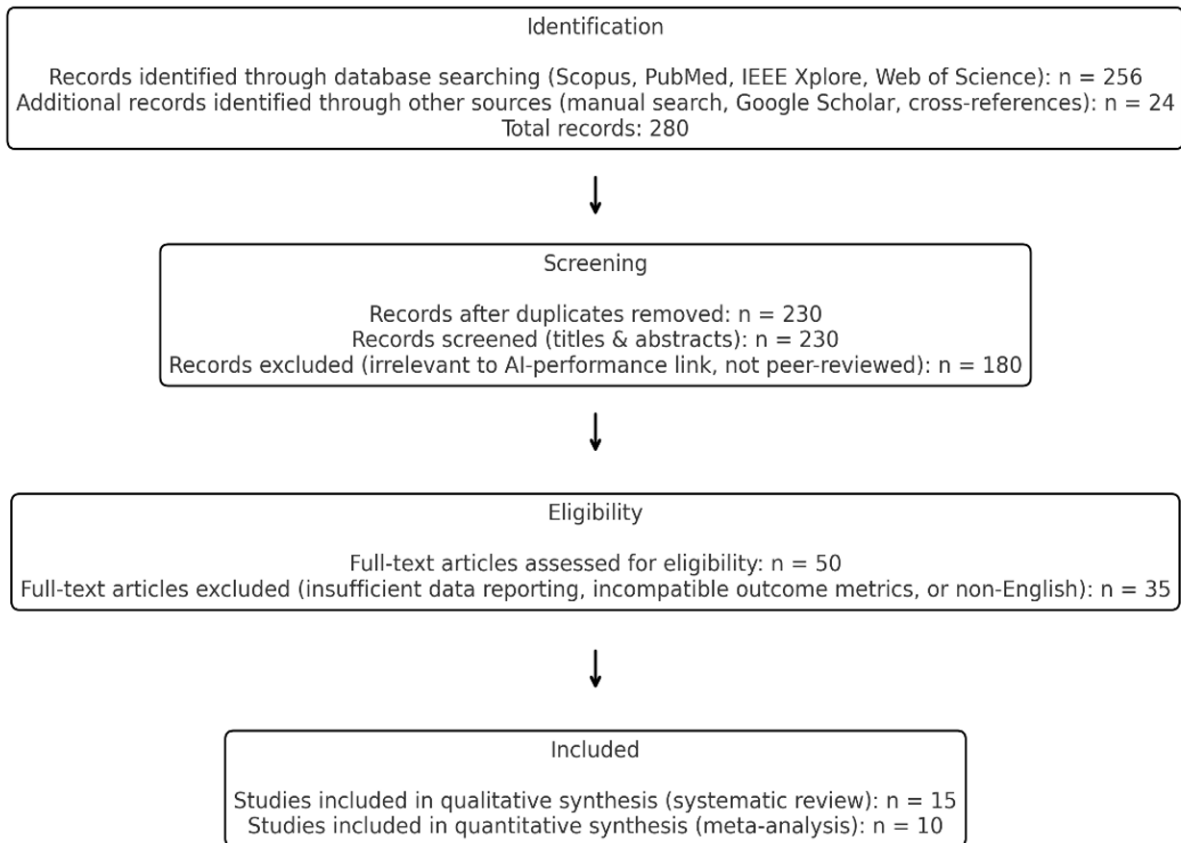 Identification
Records identified through database searching (Scopus, PubMed, IEEE Xplore, Web of Science): n = 256
Additional records identified through other sources (manual search, Google Scholar, cross-references): n = 24
Total records: 280
Screening
Records after duplicates removed: n = 230
Records screened (titles & abstracts): n = 230
Records excluded (irrelevant to AI-performance link, not peer-reviewed): n = 180
Eligibility
Full-text articles assessed for eligibility: n = 50
Full-text articles excluded (insufficient data reporting, incompatible outcome metrics, or non-English): n = 35
Included
Studies included in qualitative synthesis (systematic review): n = 15
Studies included in quantitative synthesis (meta-analysis): n = 10